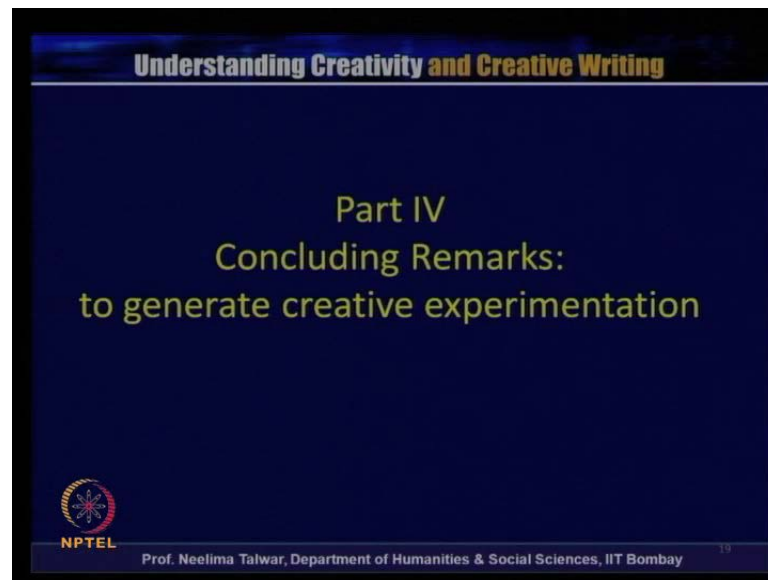 Understanding Creativity and Creative Writing
Part IV
Concluding Remarks:
to generate creative experimentation
NPTEL
Prof. Neelima Talwar, Department of Humanities & Social Sciences, IIT Bombay
19